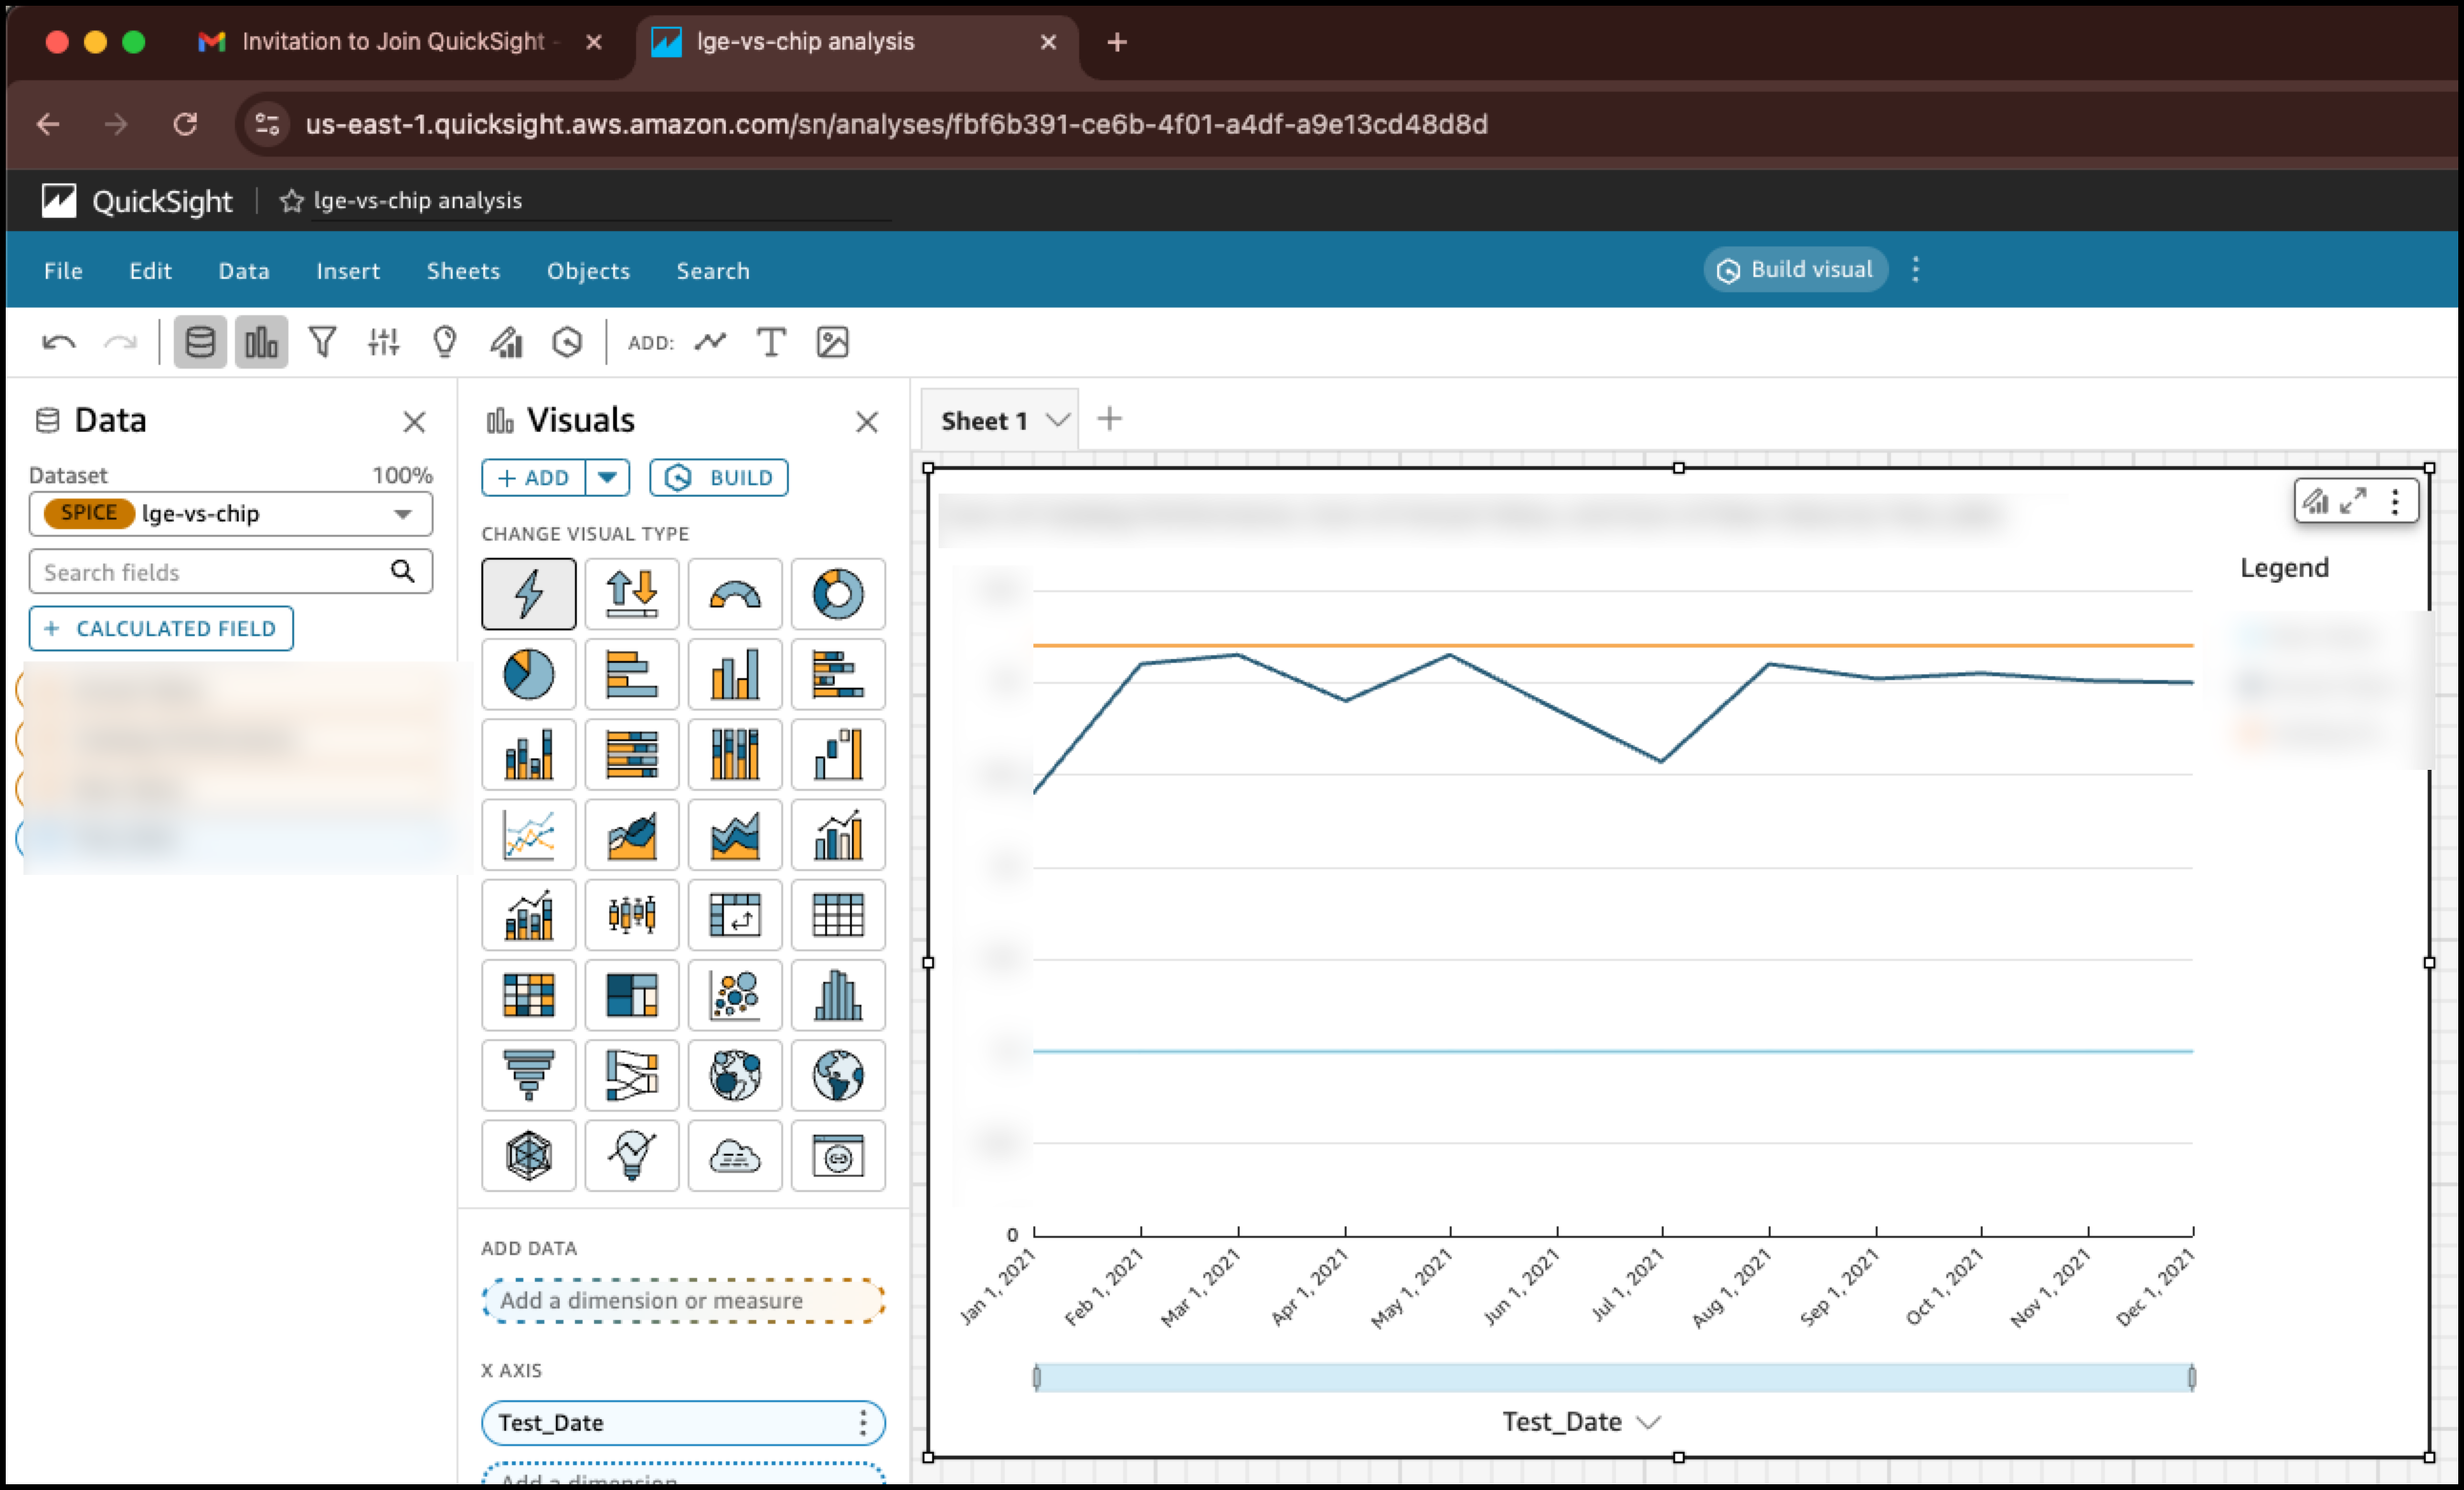 Invitation to Join QuickSight -
lge-vs-chip analysis
us-east-1.quicksight.aws.amazon.com/sn/analyses/fbf6b391-ce6b-4f01-a4df-a9e13cd48d8d
QuickSight
lge-vs-chip analysis
File Edit Data Insert Sheets Objects Search
Build visual
ADD:
Data
Dataset 100%
SPICE lge-vs-chip
Search fields
+ CALCULATED FIELD
Visuals
+ ADD
BUILD
CHANGE VISUAL TYPE
ADD DATA
Add a dimension or measure
X AXIS
Test_Date
Add a dimension
Sheet 1
Legend
0
Jan 1, 2021
Feb 1, 2021
Mar 1, 2021
Apr 1, 2021
May 1, 2021
Jun 1, 2021
Jul 1, 2021
Aug 1, 2021
Sep 1, 2021
Oct 1, 2021
Nov 1, 2021
Dec 1, 2021
Test_Date